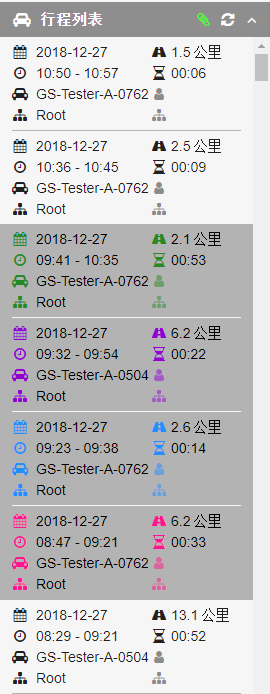 行程列表
2018-12-27 1.5 公里
10:50 - 10:57 00:06
GS-Tester-A-0762
Root
2018-12-27 2.5 公里
10:36 - 10:45 00:09
GS-Tester-A-0762
Root
2018-12-27 2.1 公里
09:41 - 10:35 00:53
GS-Tester-A-0762
Root
2018-12-27 6.2 公里
09:32 - 09:54 00:22
GS-Tester-A-0504
Root
2018-12-27 2.6 公里
09:23 - 09:38 00:14
GS-Tester-A-0762
Root
2018-12-27 6.2 公里
08:47 - 09:21 00:33
GS-Tester-A-0762
Root
2018-12-27 13.1 公里
08:29 - 09:21 00:52
GS-Tester-A-0504
Root